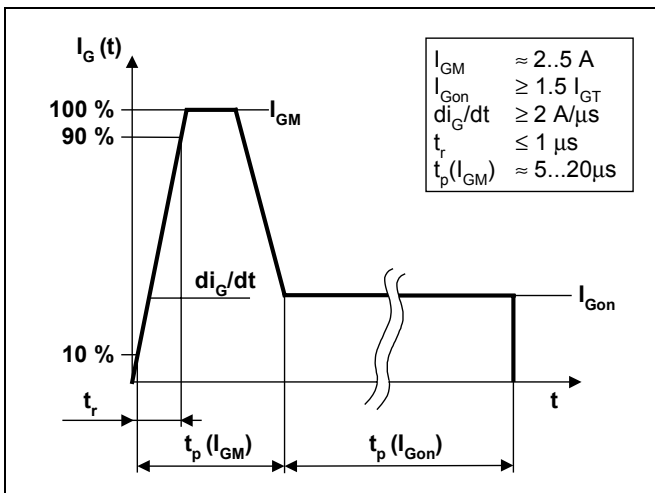 I_G (t)
100 %
90 %
I_GM
di_G/dt
I_Gon
10 %
t_r
t
t_p (I_GM)
t_p (I_Gon)
I_GM ≈ 2..5 A
I_Gon ≥ 1.5 I_GT
di_G/dt ≥ 2 A/μs
t_r ≤ 1 μs
t_p(I_GM) ≈ 5...20μs